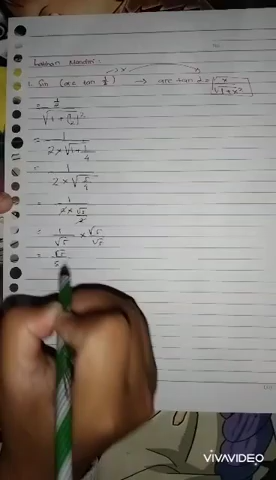 Latihan Mandiri
1. Sin (arc tan 1/2) → x → arc tan x = x/√1+x²
= 1/2 / √1+(1/2)²
= 1 / 2 × √1+1/4
= 1 / 2 × √5/4
= 1 / 2 × √5/2
= 1/√5 × √5/√5
= √5/5
VIVAVIDEO